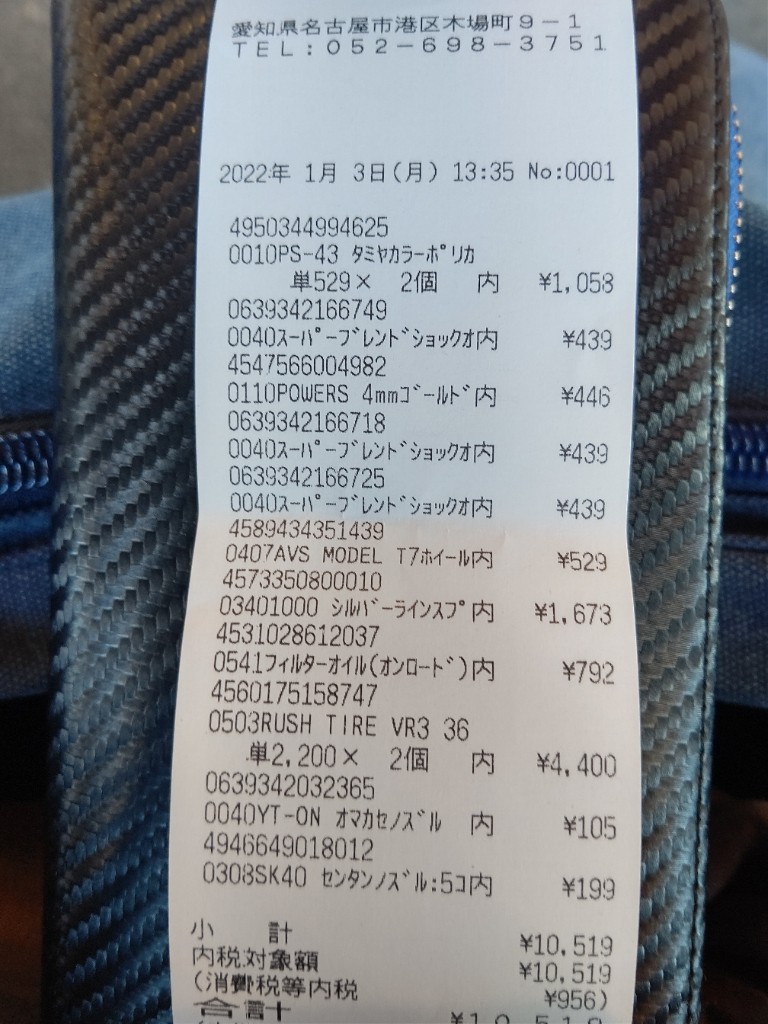 愛知県名古屋市港区木場町9-1
TEL:052-698-3751
2022年 1月 3日(月) 13:35 No:0001
4950344994625
0010PS-43 ﾀﾐﾔｶﾗｰﾎﾟﾘｶ
単529× 2個 内 ¥1,058
0639342166749
0040ｽｰﾊﾟｰﾌﾞﾚﾝﾄﾞｼｮｯｸｵ内 ¥439
4547566004982
0110POWERS 4mmｺﾞｰﾙﾄﾞ内 ¥446
0639342166718
0040ｽｰﾊﾟｰﾌﾞﾚﾝﾄﾞｼｮｯｸｵ内 ¥439
0639342166725
0040ｽｰﾊﾟｰﾌﾞﾚﾝﾄﾞｼｮｯｸｵ内 ¥439
4589434351439
0407AVS MODEL T7ﾎｲｰﾙ内 ¥529
4573350800010
03401000 ｼﾙﾊﾞｰﾗｲﾝｽﾌﾟ内 ¥1,673
4531028612037
0541ﾌｨﾙﾀｰｵｲﾙ(ｵﾝﾛｰﾄﾞ)内 ¥792
4560175158747
0503RUSH TIRE VR3 36
単2,200× 2個 内 ¥4,400
0639342032365
0040YT-ON ｵﾏｶｾﾉｽﾞﾙ 内 ¥105
4946649018012
0308SK40 ｾﾝﾀﾝﾉｽﾞﾙ:5ｺ内 ¥199
小 計 ¥10,519
内税対象額 ¥10,519
(消費税等内税 ¥956)
合計 ¥10,519